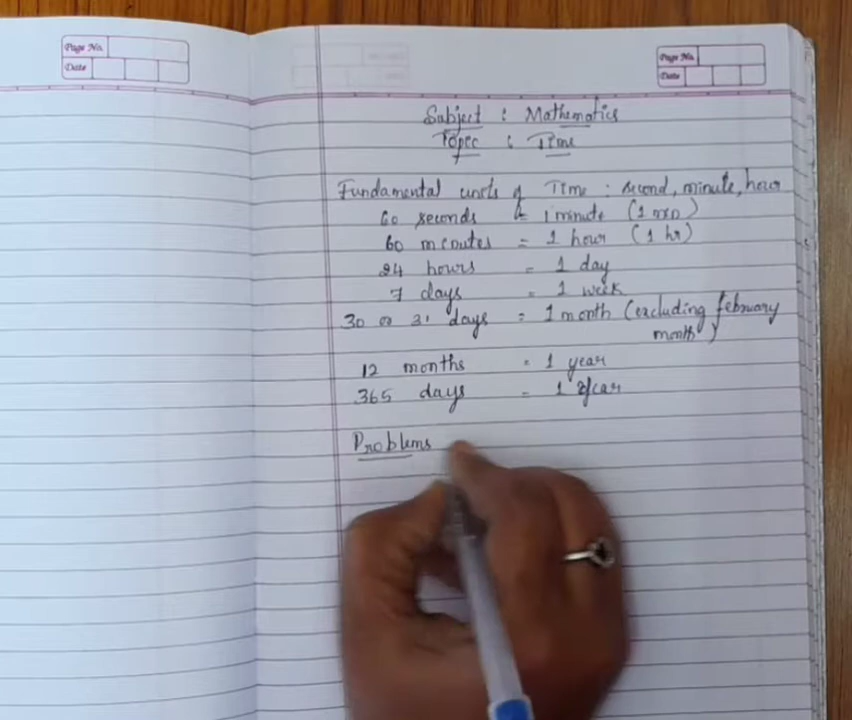 Page No.
Date
Page No.
Date
Subject : Mathematics
Topic : Time
Fundamental units of Time : second, minute, hour
60 seconds = 1 minute (1 min)
60 minutes = 1 hour (1 hr)
24 hours = 1 day
7 days = 1 week
30 or 31 days = 1 month (excluding february
month)
12 months = 1 year
365 days = 1 year
Problems